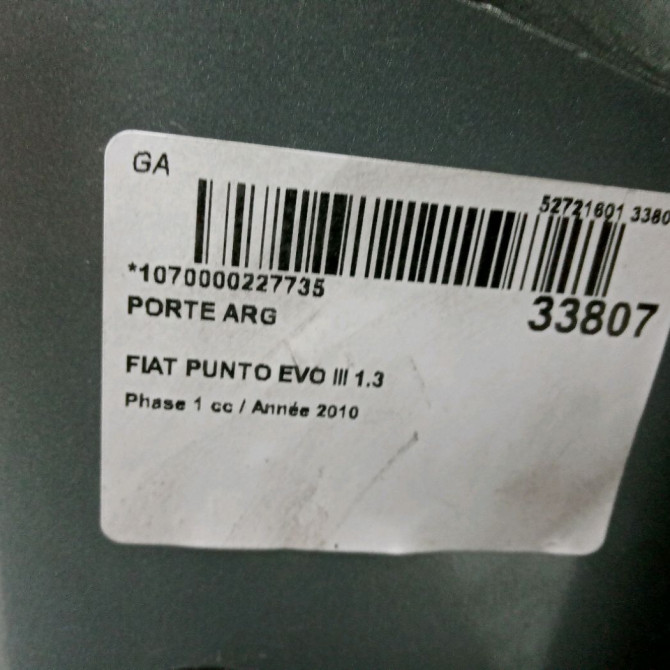 GA
52721601 3380
*1070000227735
33807
PORTE ARG
FIAT PUNTO EVO III 1.3
Phase 1 cc / Année 2010